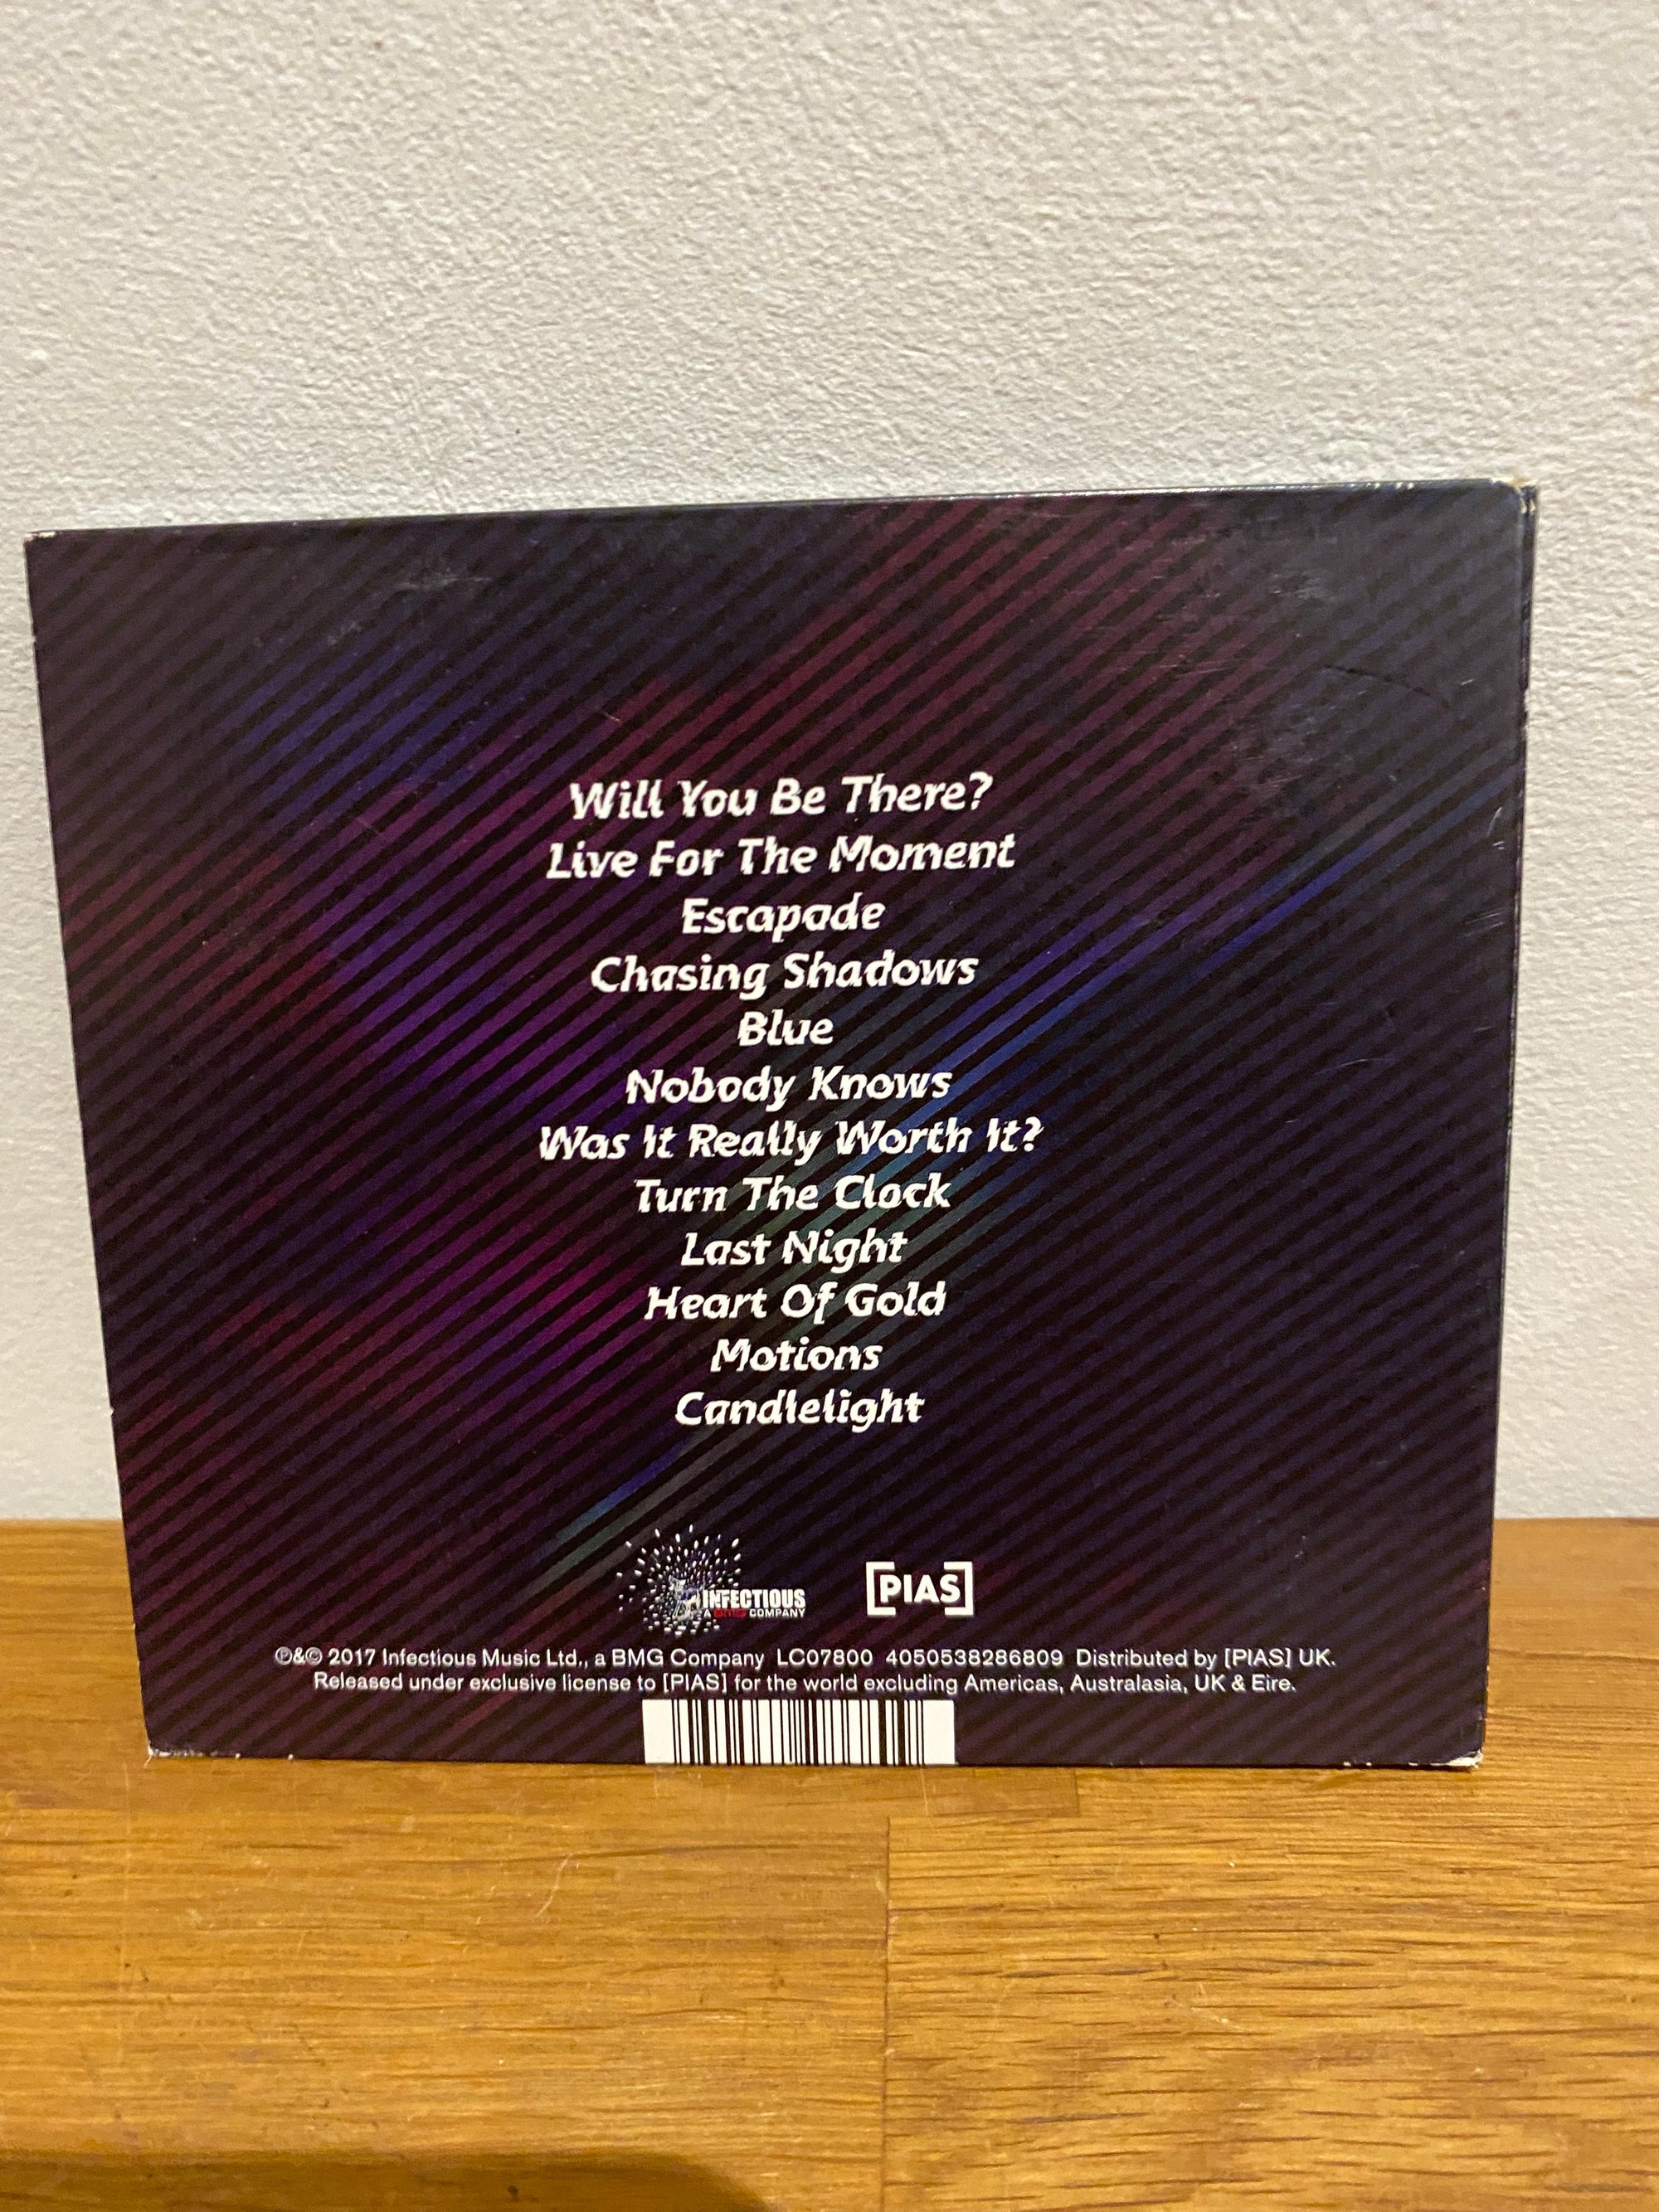 Will You Be There?
Live For The Moment
Escapade
Chasing Shadows
Blue
Nobody Knows
Was It Really Worth It?
Turn The Clock
Last Night
Heart Of Gold
Motions
Candlelight
INFECTIOUS
A BMG COMPANY
[PIAS]
℗&© 2017 Infectious Music Ltd., a BMG Company LC07800 4050538286809 Distributed by [PIAS] UK.
Released under exclusive license to [PIAS] for the world excluding Americas, Australasia, UK & Eire.